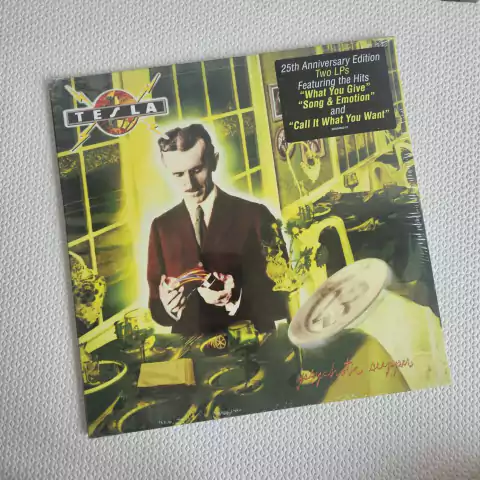 TESLA
25th Anniversary Edition
Two LPs
Featuring the Hits
"What You Give"
"Song & Emotion"
and
"Call It What You Want"
psychotic supper